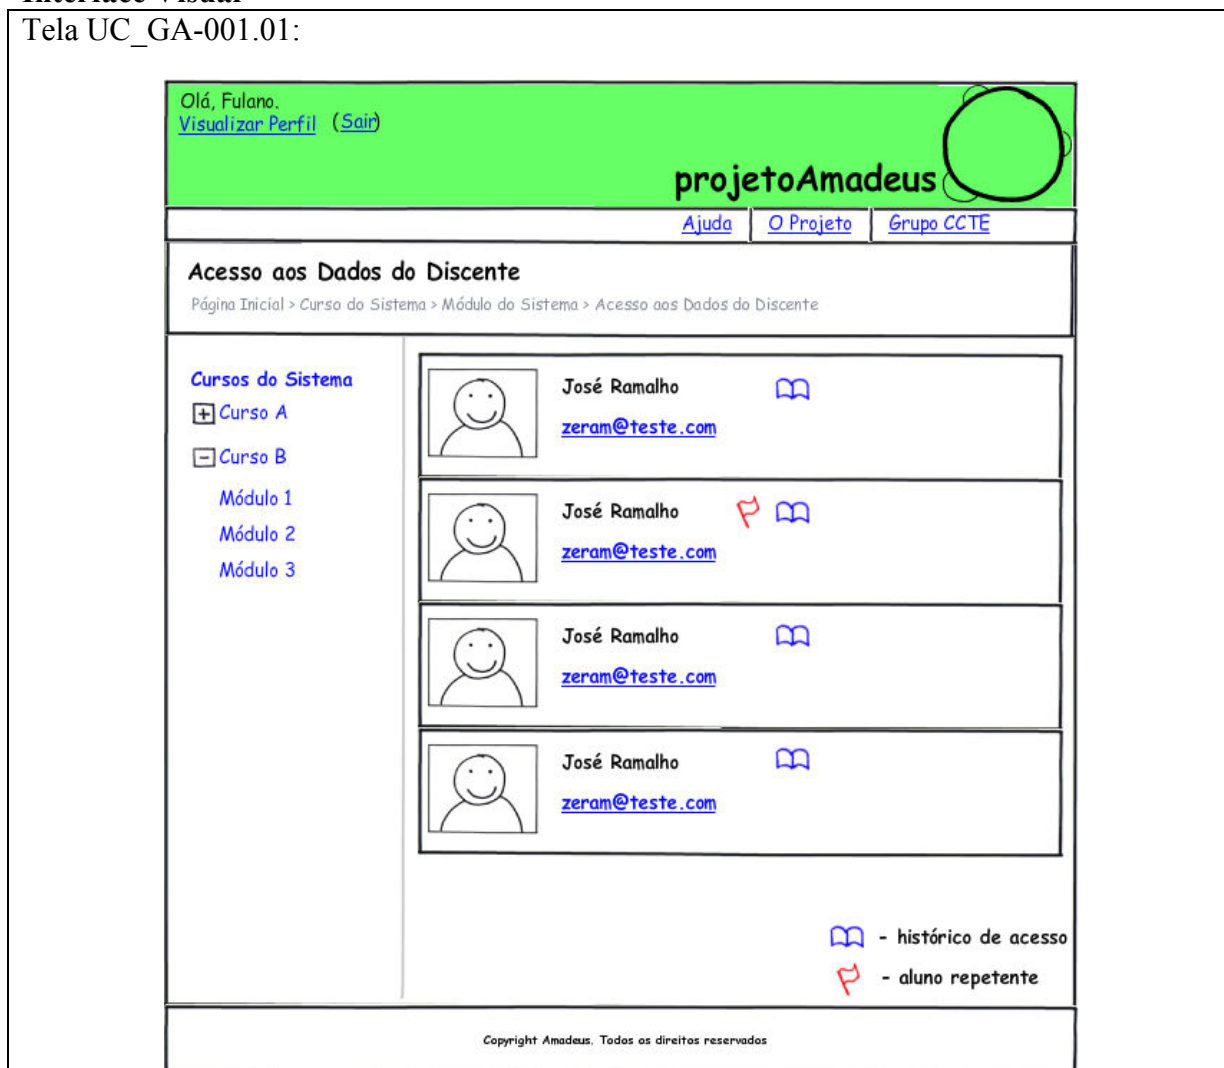 Interface Visual
Tela UC_GA-001.01:
Olá, Fulano.
Visualizar Perfil (Sair)
projetoAmadeus
Ajuda O Projeto Grupo CCTE
Acesso aos Dados do Discente
Página Inicial > Curso do Sistema > Módulo do Sistema > Acesso aos Dados do Discente
Cursos do Sistema
+ Curso A
- Curso B
Módulo 1
Módulo 2
Módulo 3
José Ramalho
zeram@teste.com
José Ramalho
zeram@teste.com
José Ramalho
zeram@teste.com
José Ramalho
zeram@teste.com
- histórico de acesso
- aluno repetente
Copyright Amadeus. Todos os direitos reservados